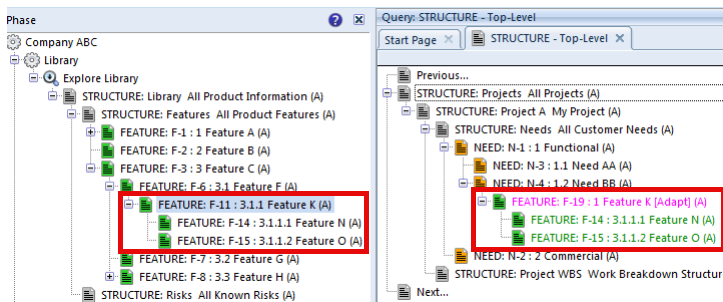 Phase
Company ABC
Library
Explore Library
STRUCTURE: Library All Product Information (A)
STRUCTURE: Features All Product Features (A)
FEATURE: F-1 : 1 Feature A (A)
FEATURE: F-2 : 2 Feature B (A)
FEATURE: F-3 : 3 Feature C (A)
FEATURE: F-6 : 3.1 Feature F (A)
FEATURE: F-11 : 3.1.1 Feature K (A)
FEATURE: F-14 : 3.1.1.1 Feature N (A)
FEATURE: F-15 : 3.1.1.2 Feature O (A)
FEATURE: F-7 : 3.2 Feature G (A)
FEATURE: F-8 : 3.3 Feature H (A)
STRUCTURE: Risks All Known Risks (A)
Query: STRUCTURE - Top-Level
Start Page STRUCTURE - Top-Level
Previous...
STRUCTURE: Projects All Projects (A)
STRUCTURE: Project A My Project (A)
STRUCTURE: Needs All Customer Needs (A)
NEED: N-1 : 1 Functional (A)
NEED: N-3 : 1.1 Need AA (A)
NEED: N-4 : 1.2 Need BB (A)
FEATURE: F-19 : 1 Feature K [Adapt] (A)
FEATURE: F-14 : 3.1.1.1 Feature N (A)
FEATURE: F-15 : 3.1.1.2 Feature O (A)
NEED: N-2 : 2 Commercial (A)
STRUCTURE: Project WBS Work Breakdown Structur
Next...